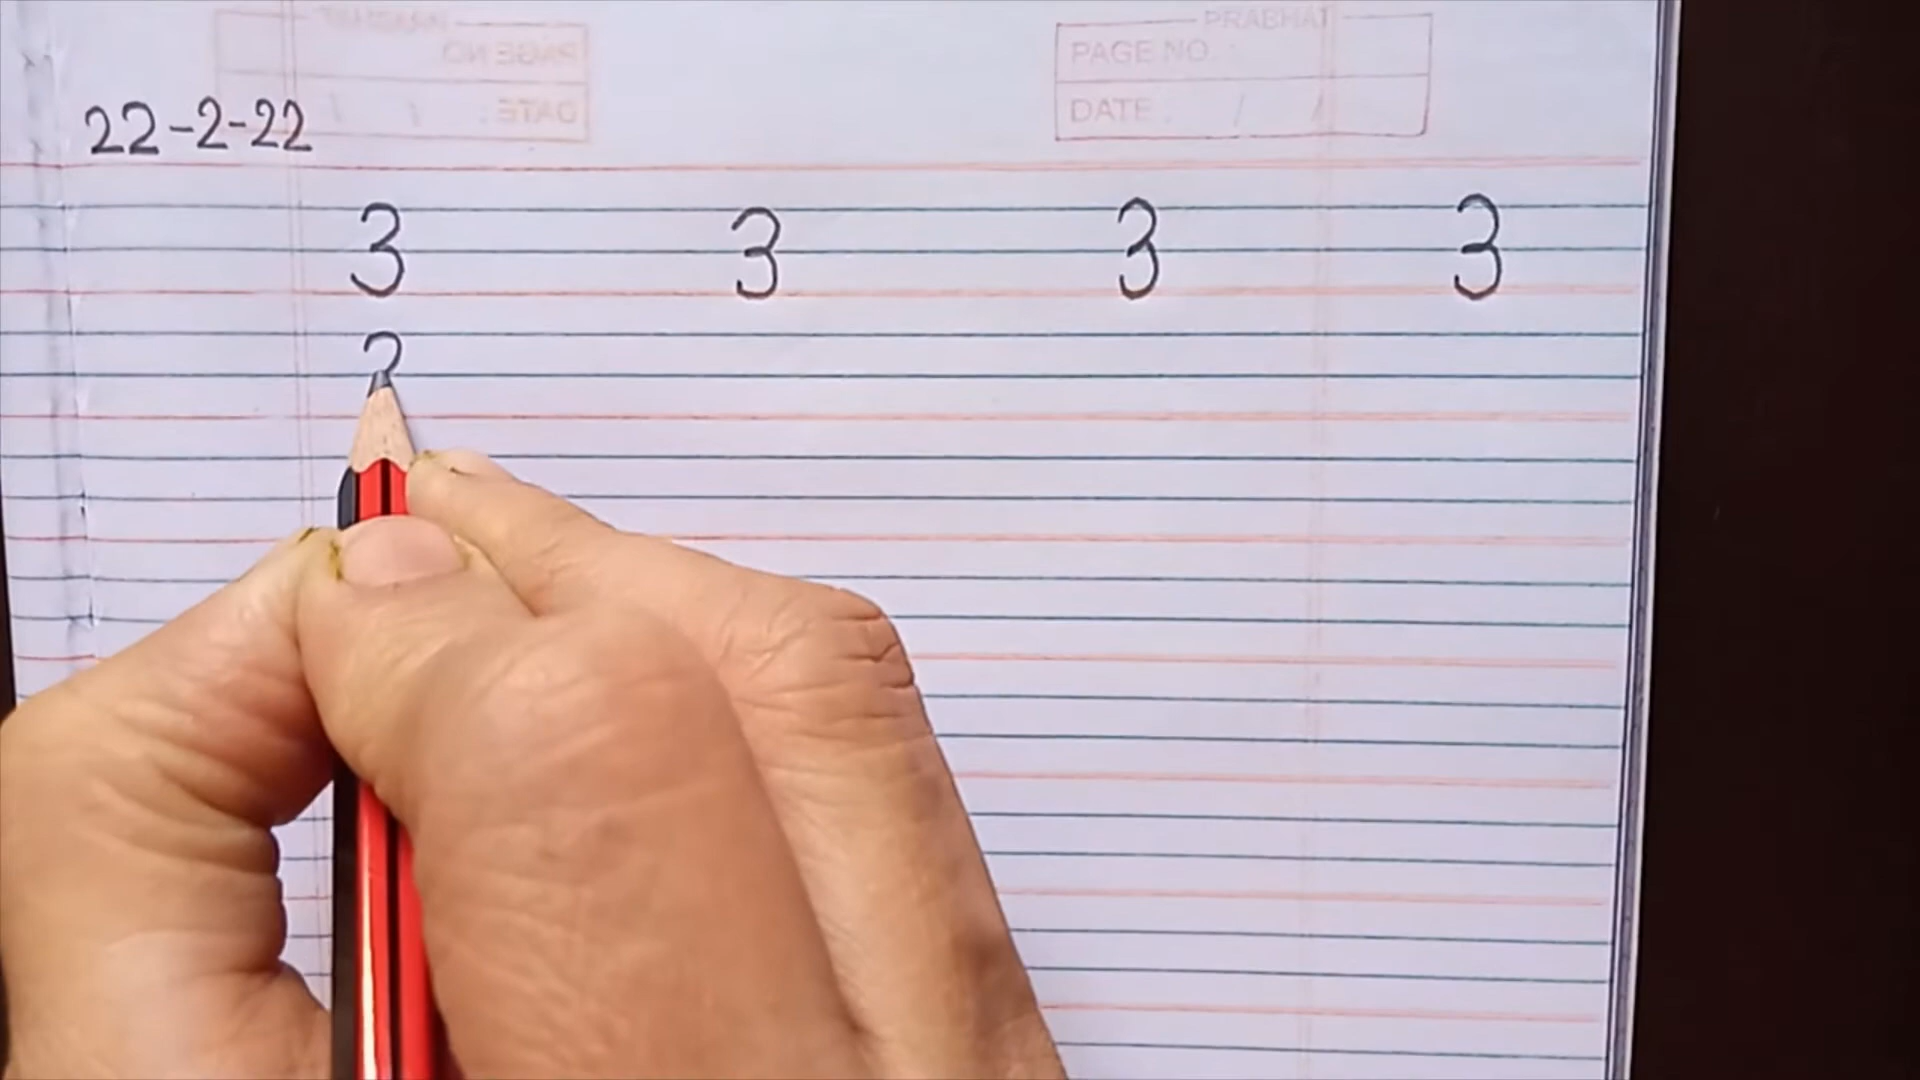 PRABHAT
PAGE NO. :
DATE : / /
22-2-22
3 3 3 3